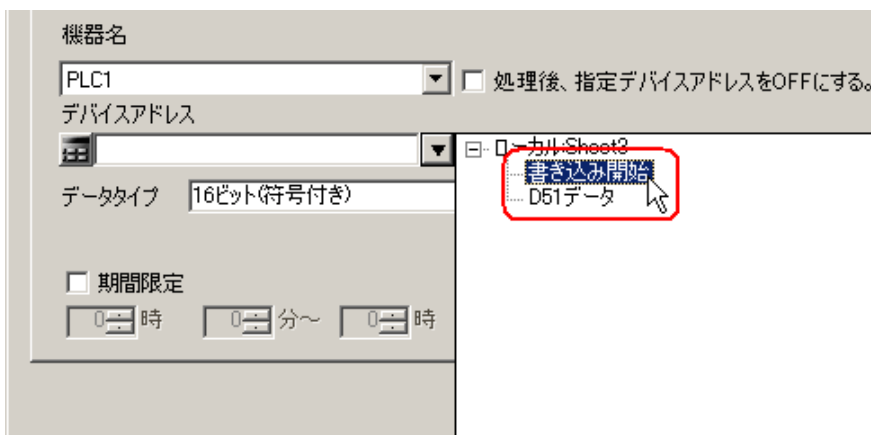 機器名
PLC1
処理後、指定デバイスアドレスをOFFにする。
デバイスアドレス
ローカル:Sheet3
書き込み開始
データタイプ 16ビット(符号付き)
D51データ
期間限定
0 時 0 分～ 0 時